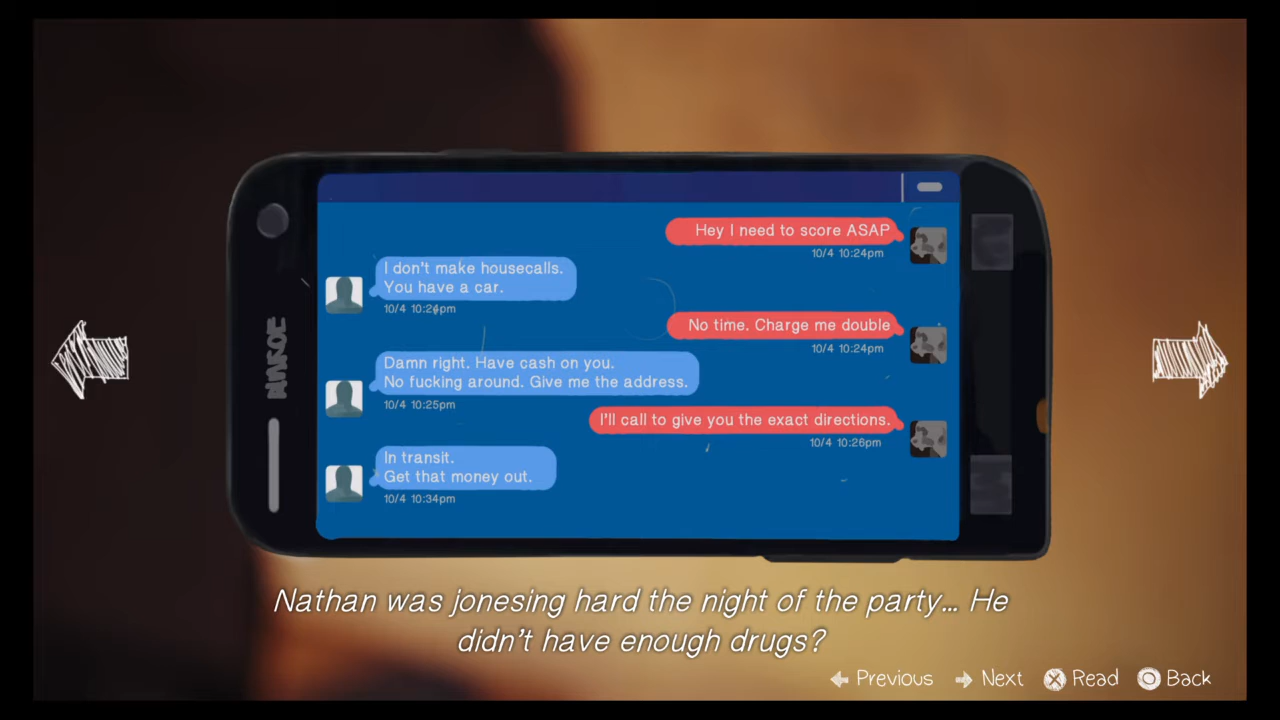 Hey I need to score ASAP
10/4 10:24pm
I don't make housecalls.
You have a car.
10/4 10:24pm
No time. Charge me double
10/4 10:24pm
Damn right. Have cash on you.
No fucking around. Give me the address.
10/4 10:25pm
I'll call to give you the exact directions.
10/4 10:26pm
In transit.
Get that money out.
10/4 10:34pm
Nathan was jonesing hard the night of the party... He
didn't have enough drugs?
Previous
Next
Read
Back